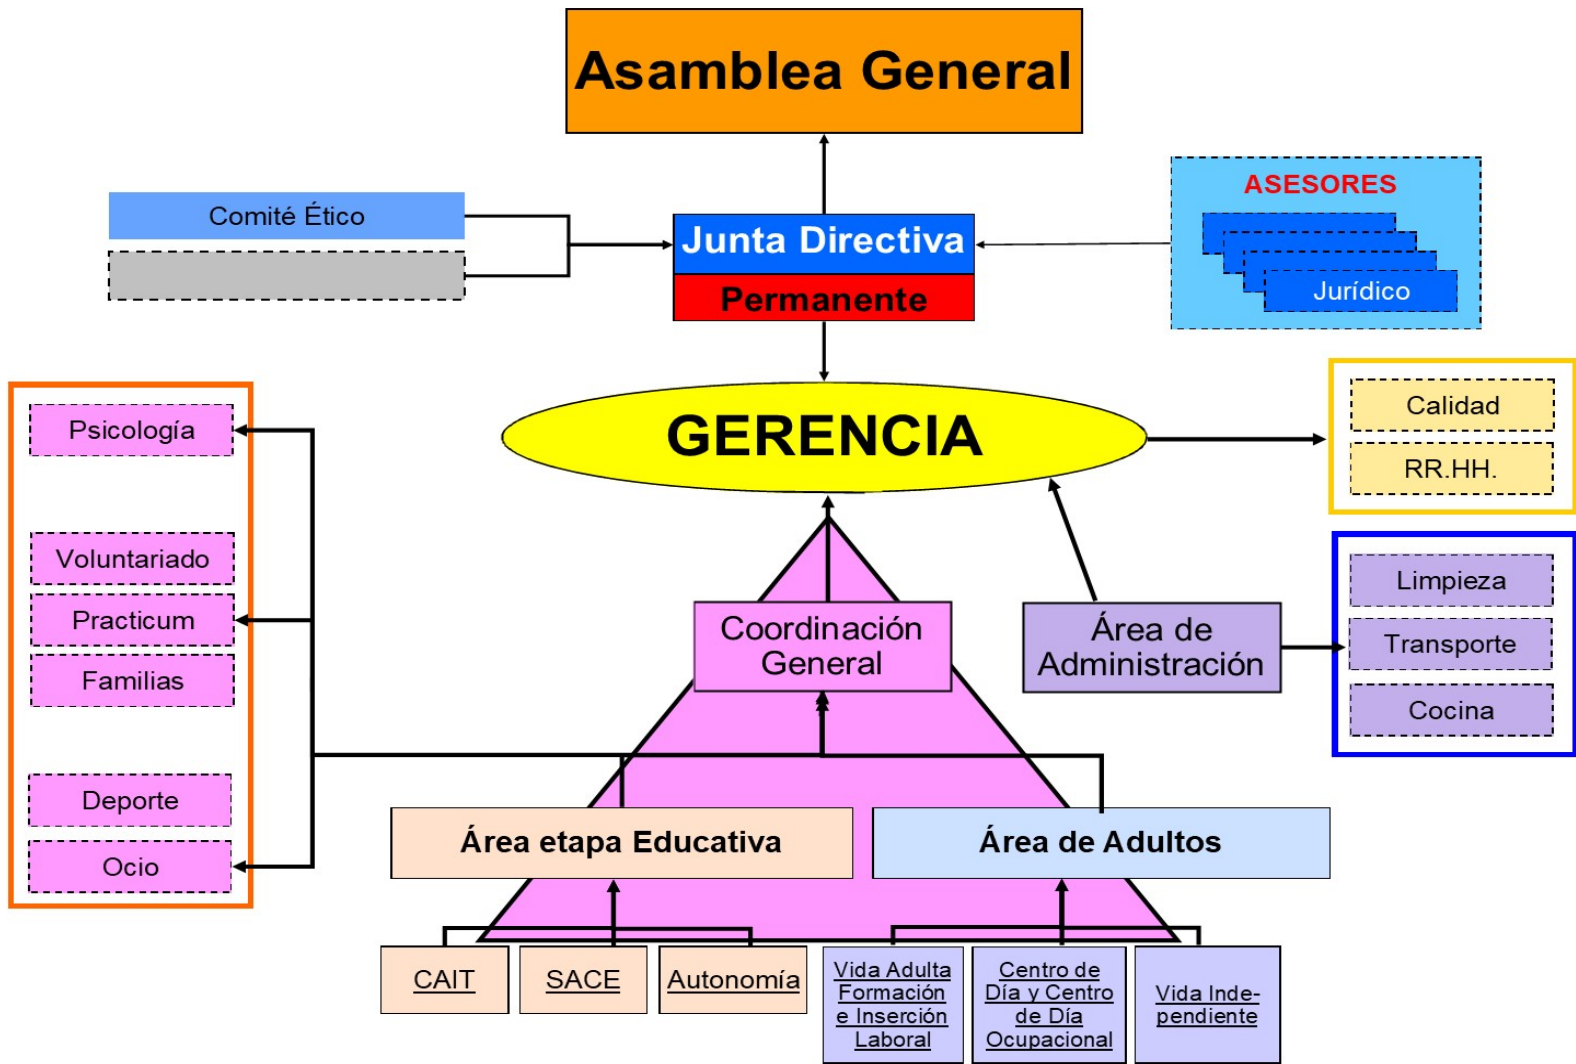 Asamblea General
Comité Ético
Junta Directiva
Permanente
ASESORES
Jurídico
GERENCIA
Calidad
RR.HH.
Psicología
Voluntariado
Practicum
Familias
Deporte
Ocio
Coordinación
General
Área de
Administración
Limpieza
Transporte
Cocina
Área etapa Educativa
Área de Adultos
CAIT
SACE
Autonomía
Vida Adulta
Formación
e Inserción
Laboral
Centro de
Día y Centro
de Día
Ocupacional
Vida Inde-
pendiente